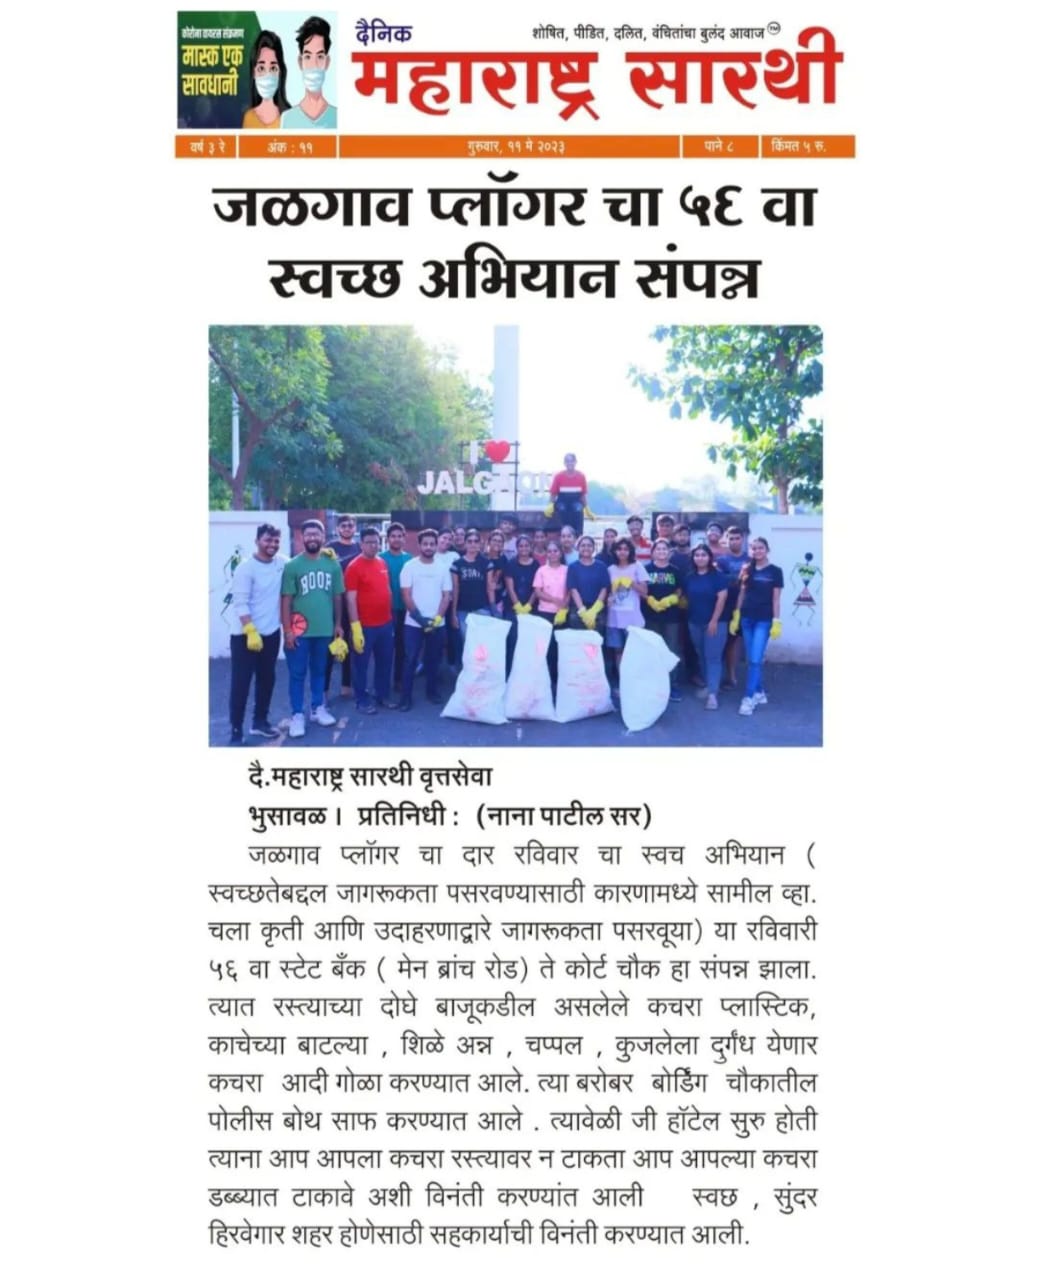 कोरोना वायरस संक्रमण
मास्क एक
सावधानी
दैनिक
शोषित, पीडित, दलित, वंचितांचा बुलंद आवाज™
महाराष्ट्र सारथी
वर्ष ३ रे अंक : ११ गुरुवार, ११ मे २०२३ पाने ८ किंमत ५ रु.
जळगाव प्लॉगर चा ५६ वा
स्वच्छ अभियान संपन्न
I ❤
JALG
HOOP
दै.महाराष्ट्र सारथी वृत्तसेवा
भुसावळ । प्रतिनिधी : (नाना पाटील सर)
जळगाव प्लॉगर चा दार रविवार चा स्वच अभियान (
स्वच्छतेबद्दल जागरूकता पसरवण्यासाठी कारणामध्ये सामील व्हा.
चला कृती आणि उदाहरणाद्वारे जागरूकता पसरवूया) या रविवारी
५६ वा स्टेट बँक ( मेन ब्रांच रोड) ते कोर्ट चौक हा संपन्न झाला.
त्यात रस्त्याच्या दोघे बाजूकडील असलेले कचरा प्लास्टिक,
काचेच्या बाटल्या , शिळे अन्न , चप्पल , कुजलेला दुर्गंध येणार
कचरा आदी गोळा करण्यात आले. त्या बरोबर बोर्डिंग चौकातील
पोलीस बोथ साफ करण्यात आले . त्यावेळी जी हॉटेल सुरु होती
त्याना आप आपला कचरा रस्त्यावर न टाकता आप आपल्या कचरा
डब्ब्यात टाकावे अशी विनंती करण्यांत आली स्वछ , सुंदर
हिरवेगार शहर होणेसाठी सहकार्याची विनंती करण्यात आली.